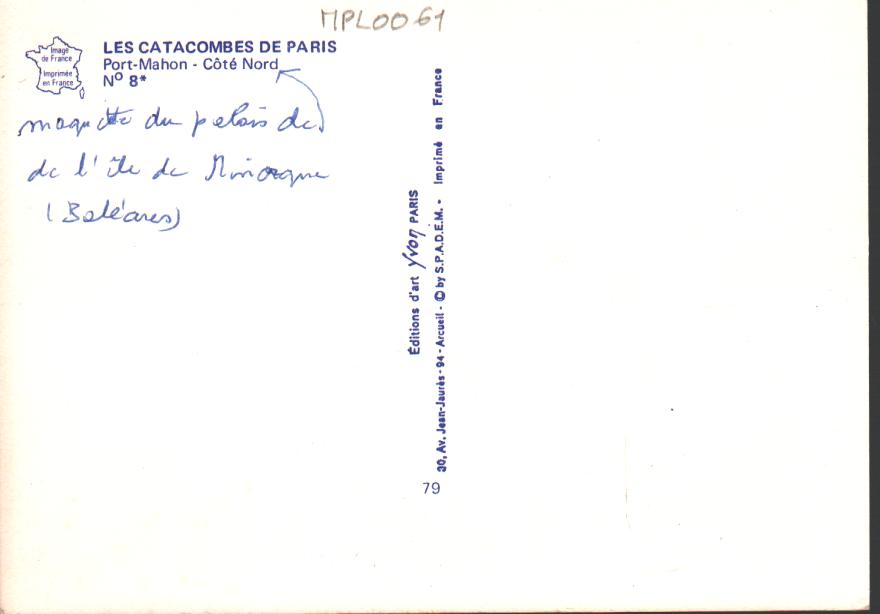 MPL0061
Image
de France
Imprimée
en France
LES CATACOMBES DE PARIS
Port-Mahon - Côté Nord
Nº 8*
maquette du palais de
de l'île de Minorque
(Baléares)
Éditions d'art Yvon PARIS
30, Av. Jean-Jaurès - 94 - Arcueil - © by S.P.A.D.E.M. - Imprimé en France
79